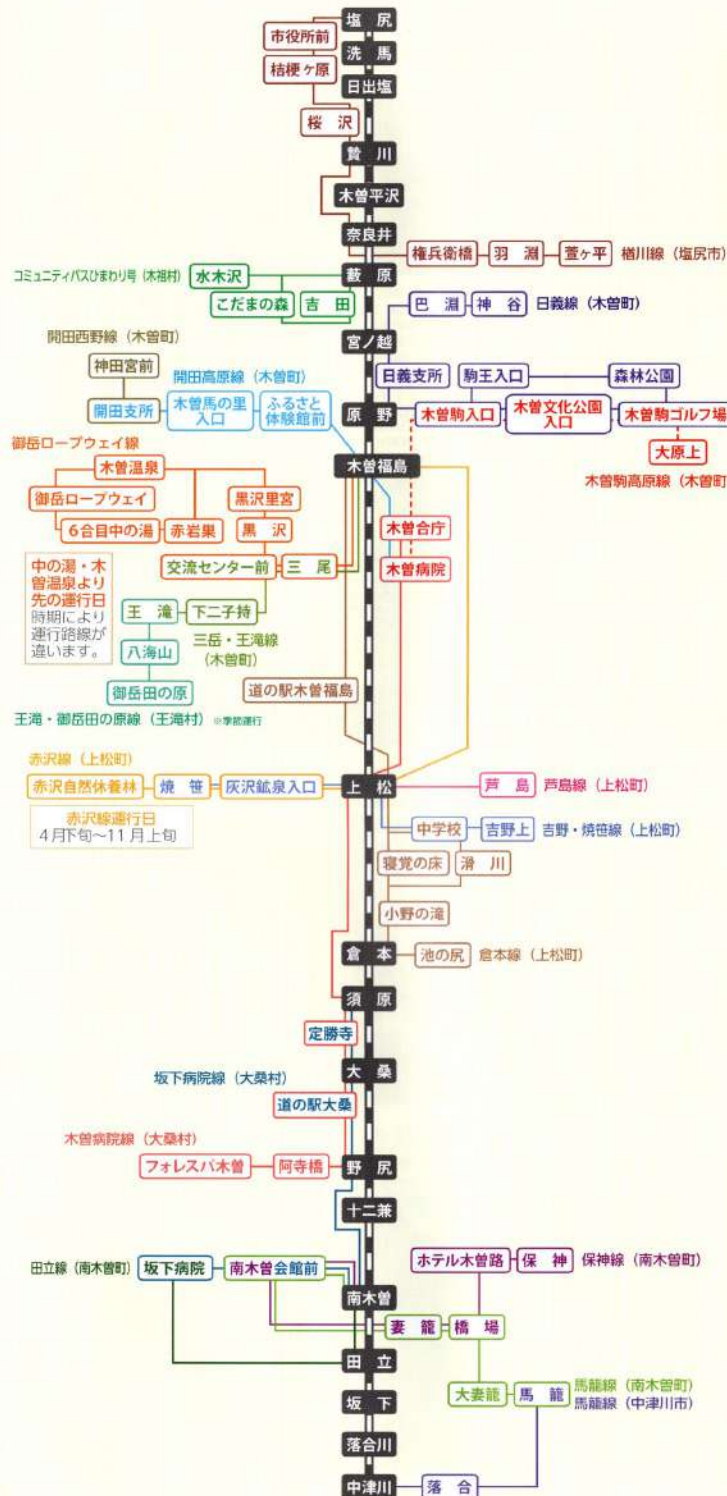 塩尻
市役所前
洗馬
桔梗ヶ原
日出塩
桜沢
贄川
木曽平沢
奈良井
権兵衛橋 羽淵 萱ヶ平 楢川線（塩尻市）
コミュニティバスひまわり号（木祖村） 水木沢 藪原
こだまの森 吉田 巴淵 神谷 日義線（木曽町）
開田西野線（木曽町） 宮ノ越
神田宮前 開田高原線（木曽町） 日義支所 駒王入口 森林公園
開田支所 木曽馬の里入口 ふるさと体験館前 原野 木曽駒入口 木曽文化公園入口 木曽駒ゴルフ場
御岳ロープウェイ線 大原上
木曽温泉 木曽福島 木曽駒高原線（木曽町
御岳ロープウェイ 黒沢里宮
6合目中の湯 赤岩巣 黒沢 木曽合庁
交流センター前 三尾 木曽病院
中の湯・木
曽温泉より
先の運行日
時期により
運行路線が
違います。
王滝 下二子持
三岳・王滝線
（木曽町）
八海山
御岳田の原 道の駅木曽福島
王滝・御岳田の原線（王滝村）※季節運行
赤沢線（上松町）
赤沢自然休養林 焼笹 灰沢鉱泉入口 上松 芦島 芦島線（上松町）
赤沢線運行日
4月下旬～11月上旬
中学校 吉野上 吉野・焼笹線（上松町）
寝覚の床 滑川
小野の滝
倉本 池の尻 倉本線（上松町）
須原
定勝寺
大桑
坂下病院線（大桑村）
道の駅大桑
木曽病院線（大桑村）
フォレスパ木曽 阿寺橋 野尻
十二兼
田立線（南木曽町） 坂下病院 南木曽会館前 ホテル木曽路 保神 保神線（南木曽町）
南木曽
妻籠 橋場
田立
大妻籠 馬籠 馬籠線（南木曽町）
馬籠線（中津川市）
坂下
落合川
中津川 落合